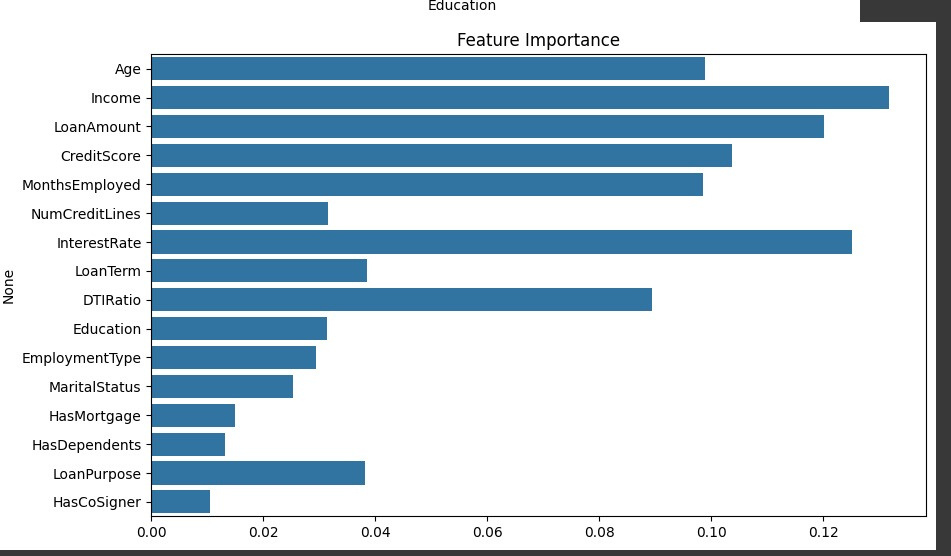 Education
Feature Importance
Age
Income
LoanAmount
CreditScore
MonthsEmployed
NumCreditLines
InterestRate
LoanTerm
None
DTIRatio
Education
EmploymentType
MaritalStatus
HasMortgage
HasDependents
LoanPurpose
HasCoSigner
0.00 0.02 0.04 0.06 0.08 0.10 0.12